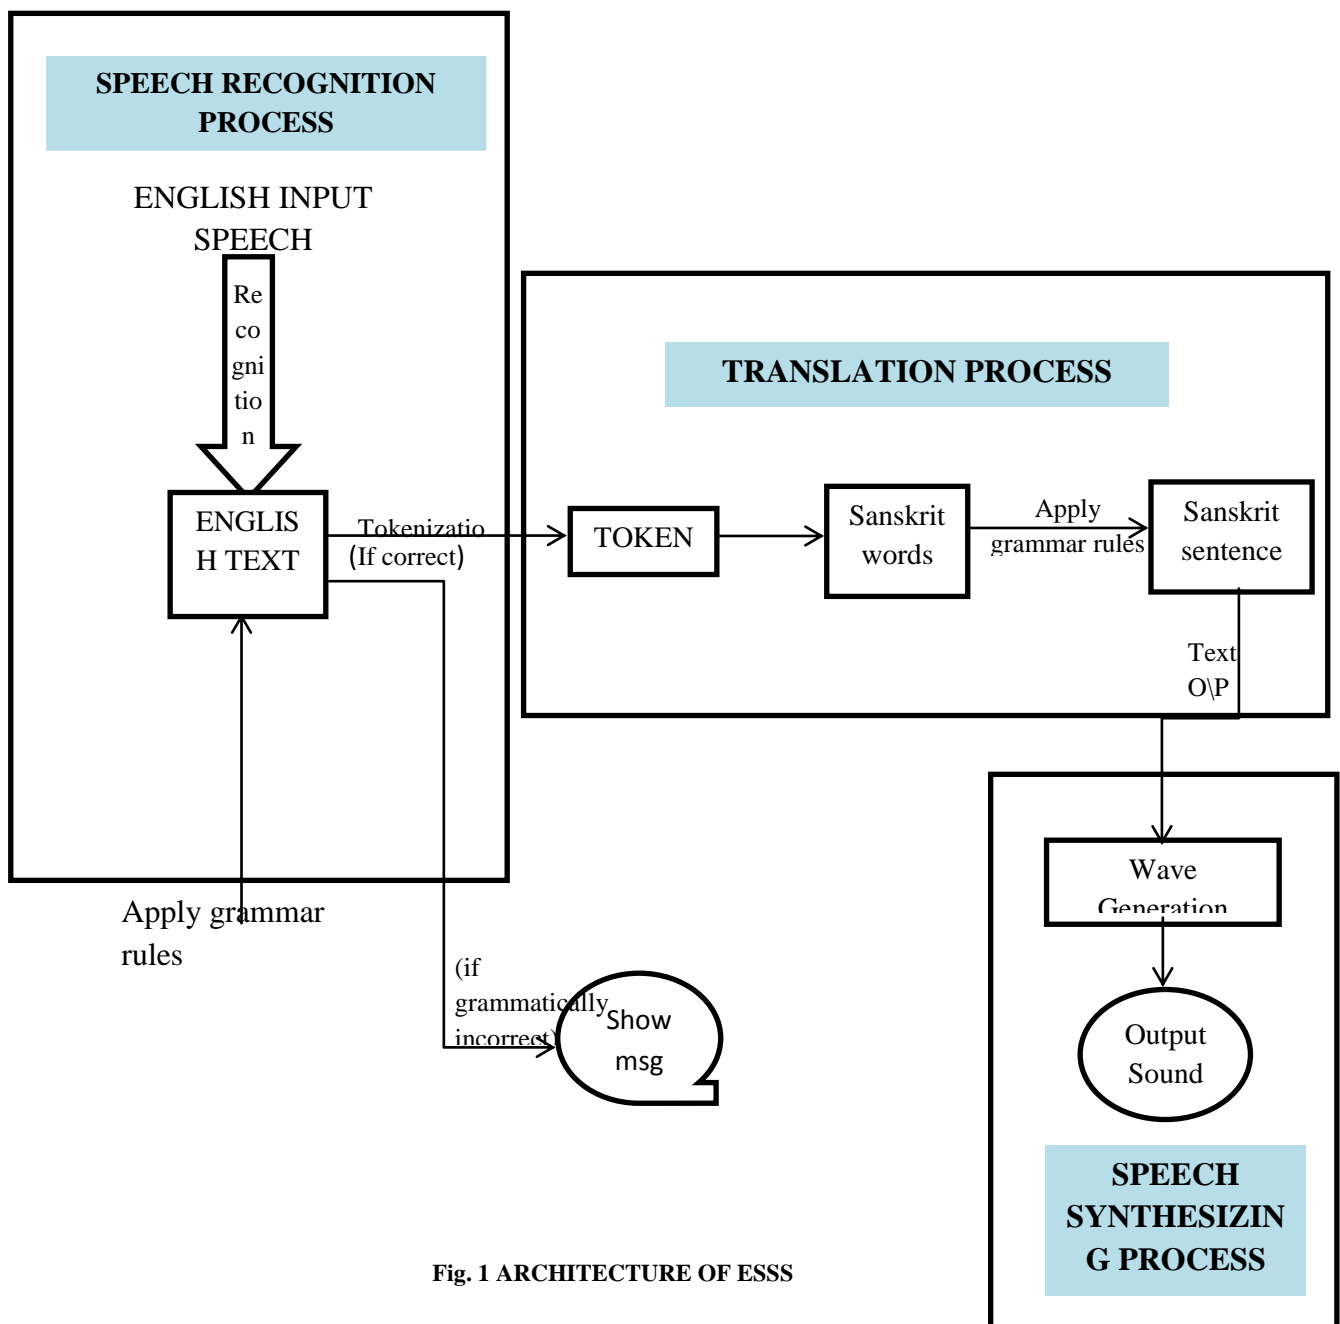 SPEECH RECOGNITION
PROCESS
ENGLISH INPUT
SPEECH
Re
co
gni
tio
n
ENGLIS
H TEXT
Tokenizatio
(If correct)
TRANSLATION PROCESS
TOKEN
Sanskrit
words
Apply
grammar rules
Sanskrit
sentence
Text
O\P
Apply grammar
rules
(if
grammatically
incorrect)
Show
msg
Wave
Generation
Output
Sound
SPEECH
SYNTHESIZIN
G PROCESS
Fig. 1 ARCHITECTURE OF ESSS